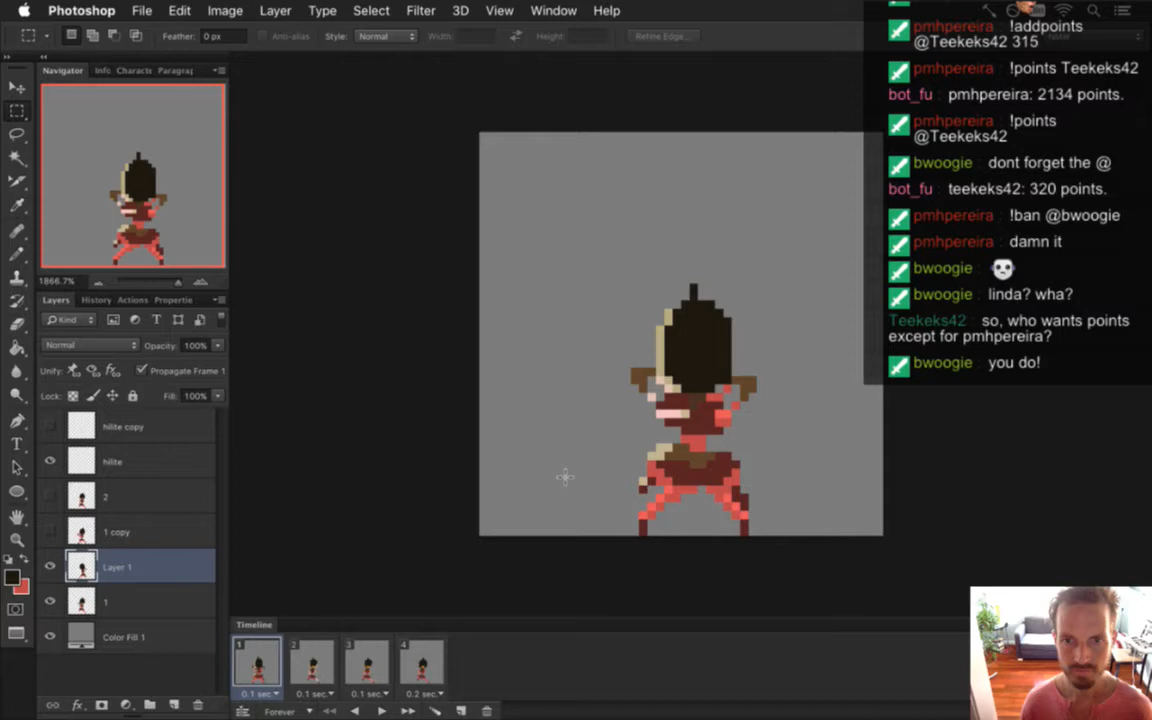 Photoshop File Edit Image Layer Type Select Filter 3D View Window Help
Feather: 0 px Anti-alias Style: Normal Width: Height: Refine Edge...
Navigator Info Characte Paragraj
1866.7%
Layers History Actions Propertie
Kind
Normal Opacity: 100%
Unify: Propagate Frame 1
Lock: Fill: 100%
hilite copy
hilite
2
1 copy
Layer 1
1
Color Fill 1
Timeline
1 2 3 4
0.1 sec. 0.1 sec. 0.1 sec. 0.2 sec.
Forever
pmhpereira: !addpoints
@Teekeks42 315
pmhpereira: !points Teekeks42
bot_fu: pmhpereira: 2134 points.
pmhpereira: !points
@Teekeks42
bwoogie: dont forget the @
bot_fu: teekeks42: 320 points.
pmhpereira: !ban @bwoogie
pmhpereira: damn it
bwoogie:
bwoogie: linda? wha?
Teekeks42: so, who wants points
except for pmhpereira?
bwoogie: you do!